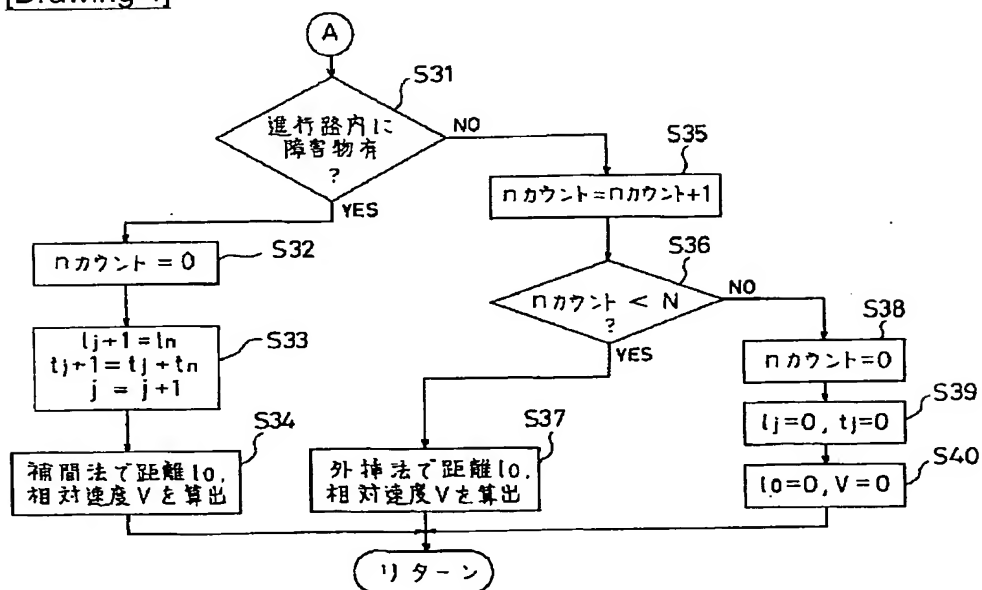 [Drawing 4]
A
S31
進行路内に
障害物有
?
NO
YES
S32
nカウント = 0
S33
lj+1 = ln
tj+1 = tj + tn
j = j+1
S34
補間法で距離l0,
相対速度Vを算出
S35
nカウント=nカウント+1
S36
nカウント < N
?
NO
YES
S37
外挿法で距離l0,
相対速度Vを算出
S38
nカウント=0
S39
lj=0, tj=0
S40
l0=0, V=0
リターン